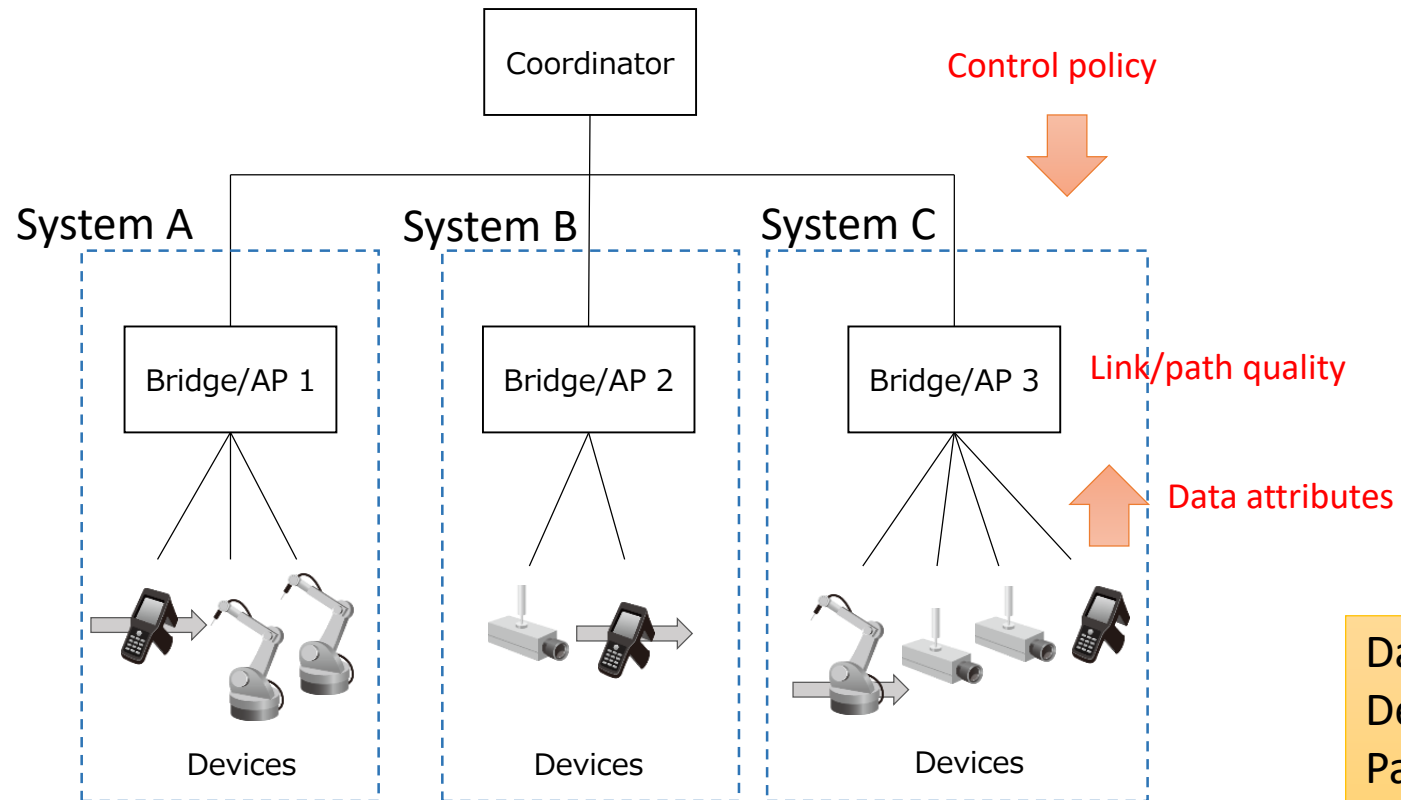 Coordinator
Control policy
System A
System B
System C
Bridge/AP 1
Bridge/AP 2
Bridge/AP 3
Link/path quality
Data attributes
Devices
Devices
Devices